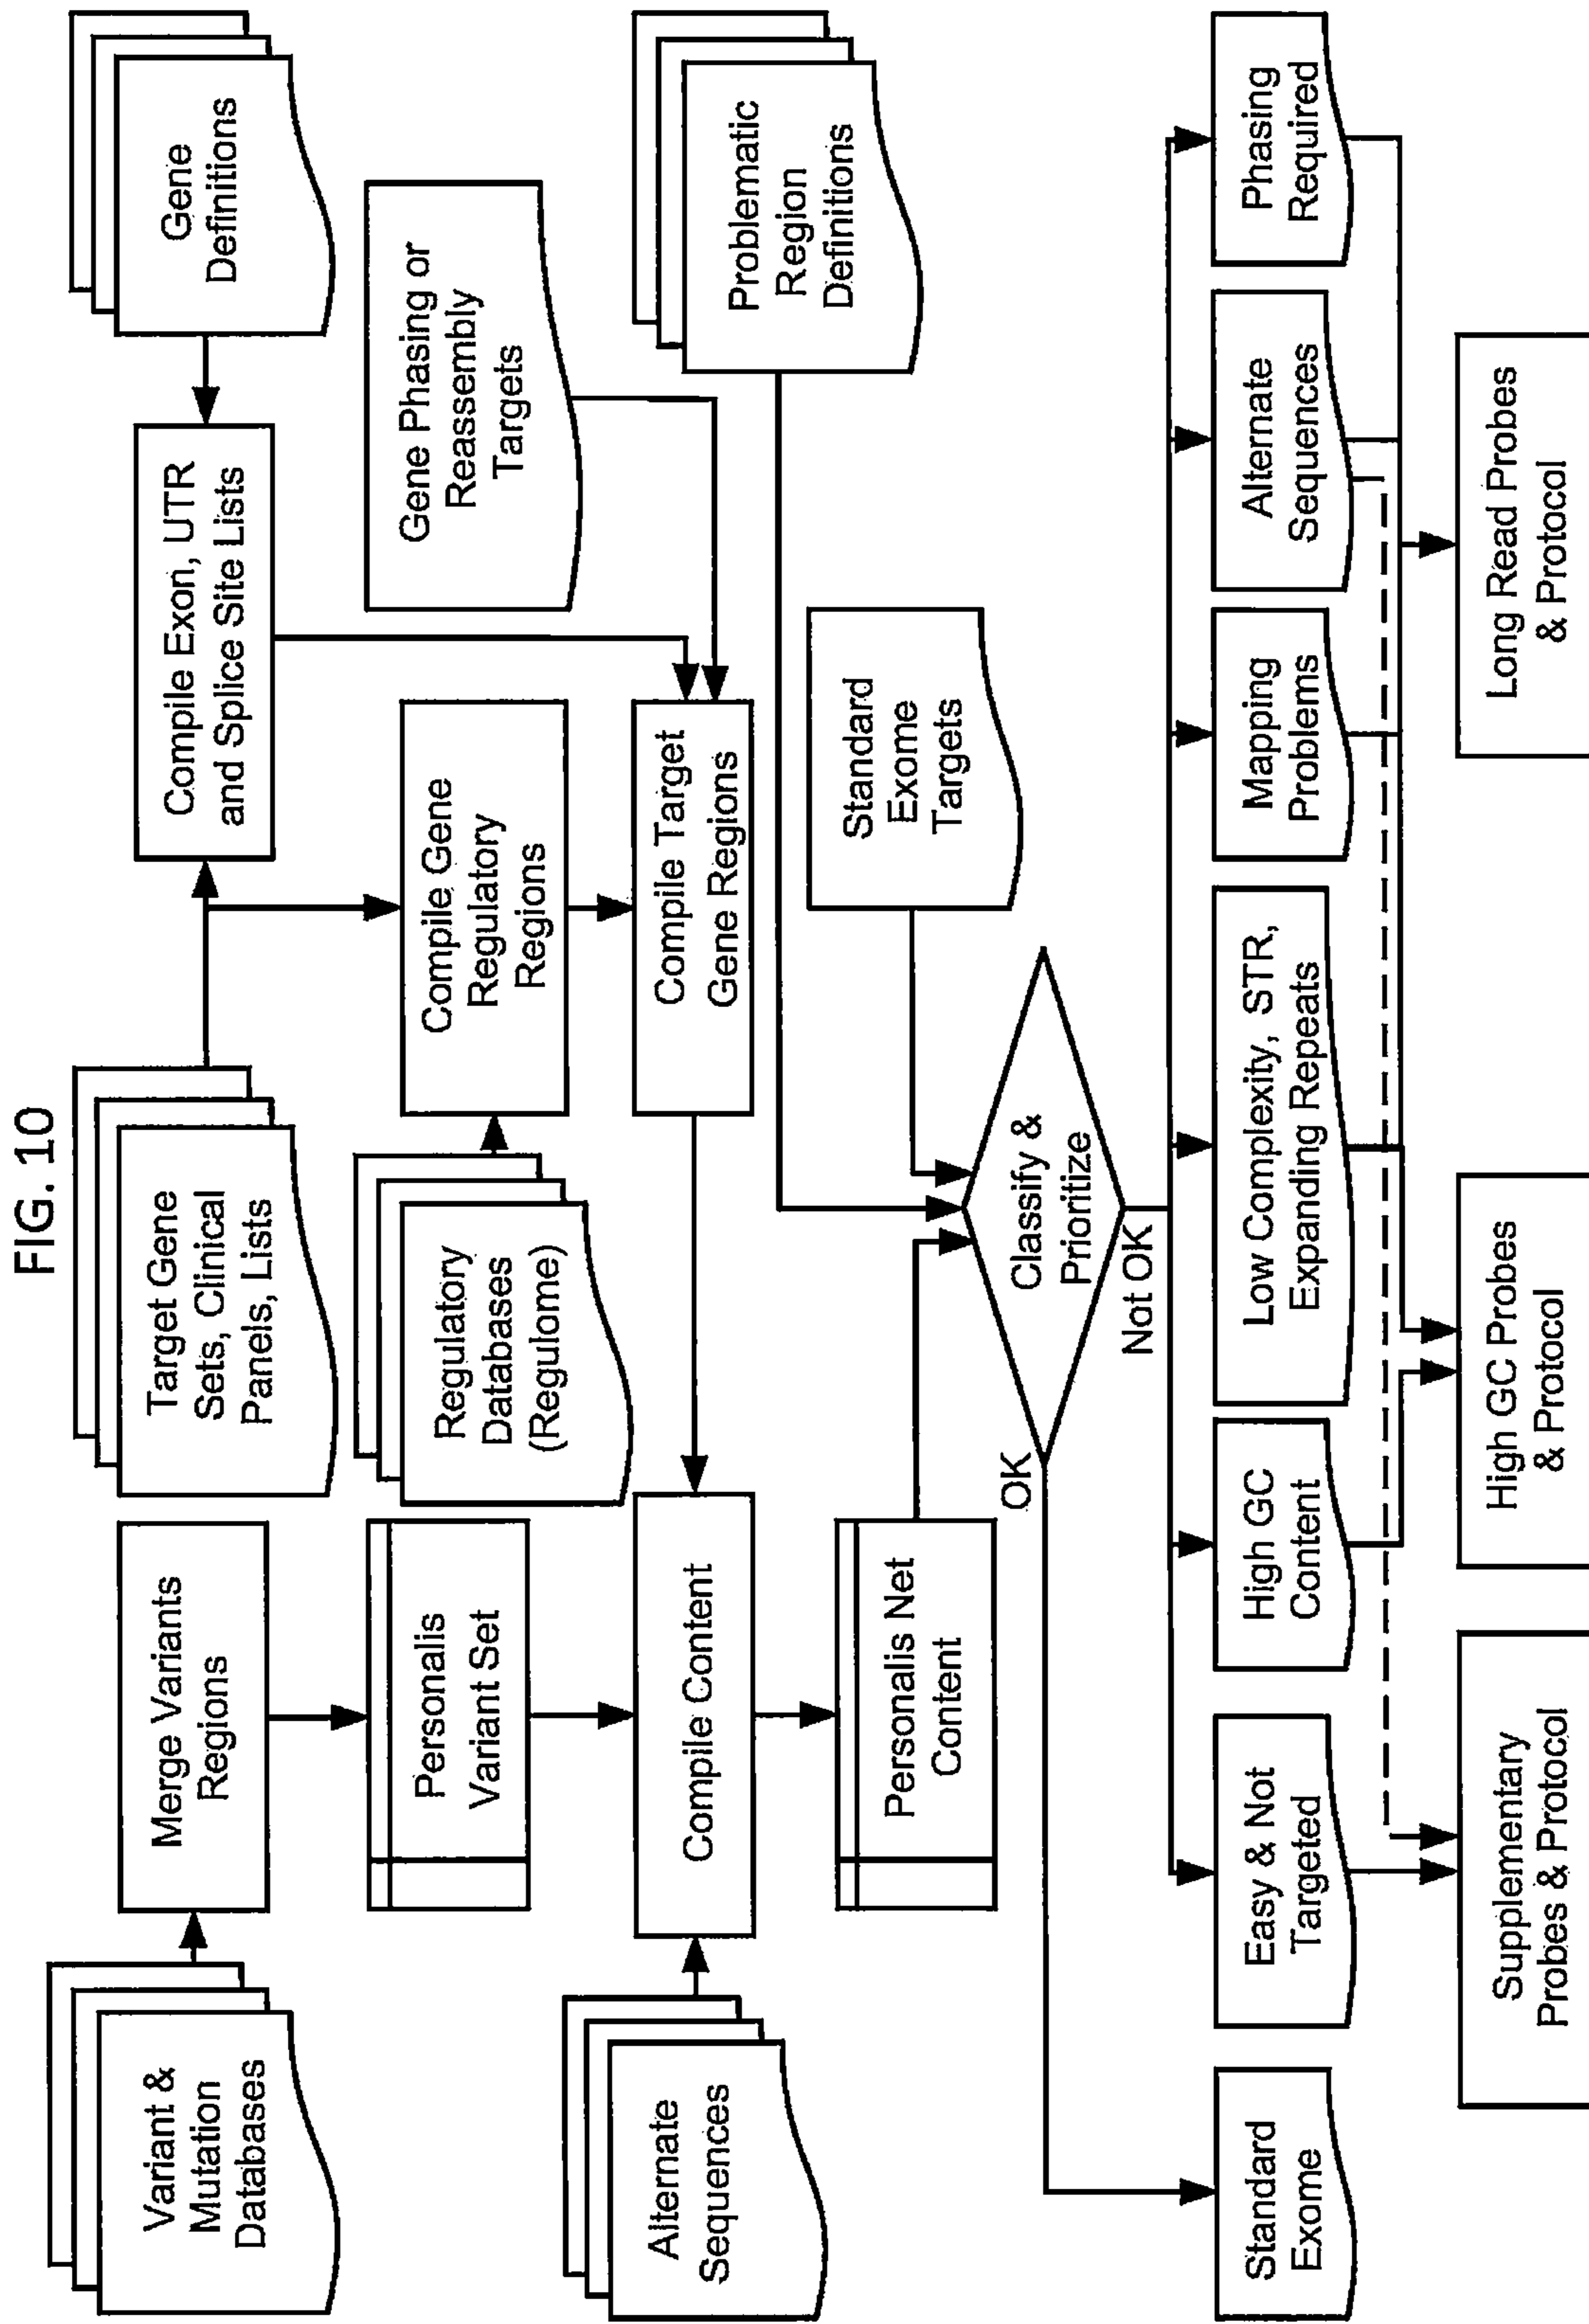 FIG. 10
Variant &
Mutation
Databases
Merge Variants
Regions
Target Gene
Sets, Clinical
Panels, Lists
Compile Exon, UTR
and Splice Site Lists
Gene
Definitions
Personalis
Variant Set
Regulatory
Databases
(Regulome)
Compile Gene
Regulatory
Regions
Gene Phasing or
Reassembly
Targets
Alternate
Sequences
Compile Content
Compile Target
Gene Regions
Problematic
Region
Definitions
Personalis Net
Content
Standard
Exome
Targets
OK
Classify &
Prioritize
Not OK
Standard
Exome
Easy & Not
Targeted
High GC
Content
Low Complexity, STR,
Expanding Repeats
Mapping
Problems
Alternate
Sequences
Phasing
Required
Supplementary
Probes & Protocol
High GC Probes
& Protocol
Long Read Probes
& Protocol